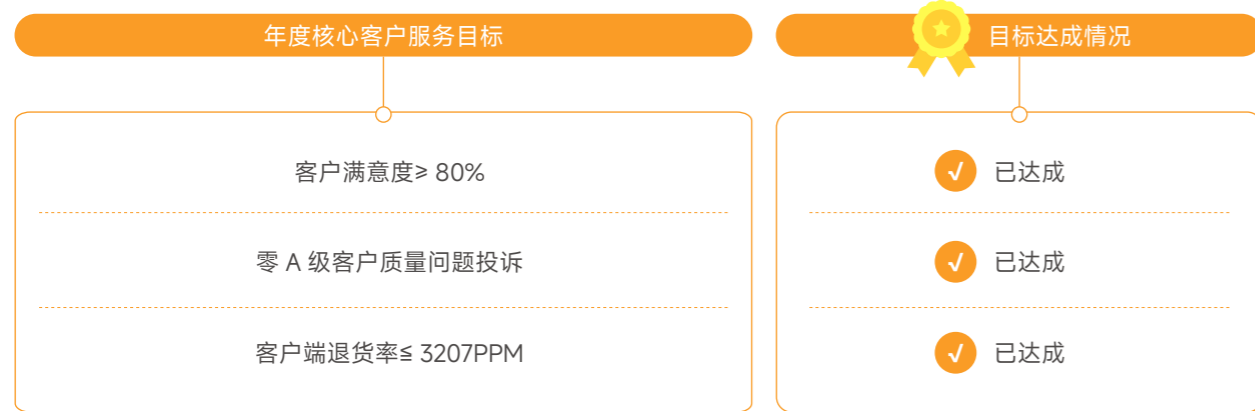 年度核心客户服务目标
目标达成情况
客户满意度≥ 80%
√ 已达成
零 A 级客户质量问题投诉
√ 已达成
客户端退货率≦ 3207PPM
√ 已达成